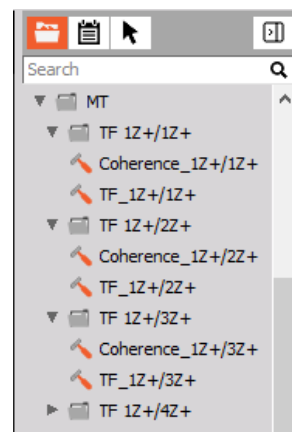 Search
MT
TF 1Z+/1Z+
Coherence_1Z+/1Z+
TF_1Z+/1Z+
TF 1Z+/2Z+
Coherence_1Z+/2Z+
TF_1Z+/2Z+
TF 1Z+/3Z+
Coherence_1Z+/3Z+
TF_1Z+/3Z+
TF 1Z+/4Z+